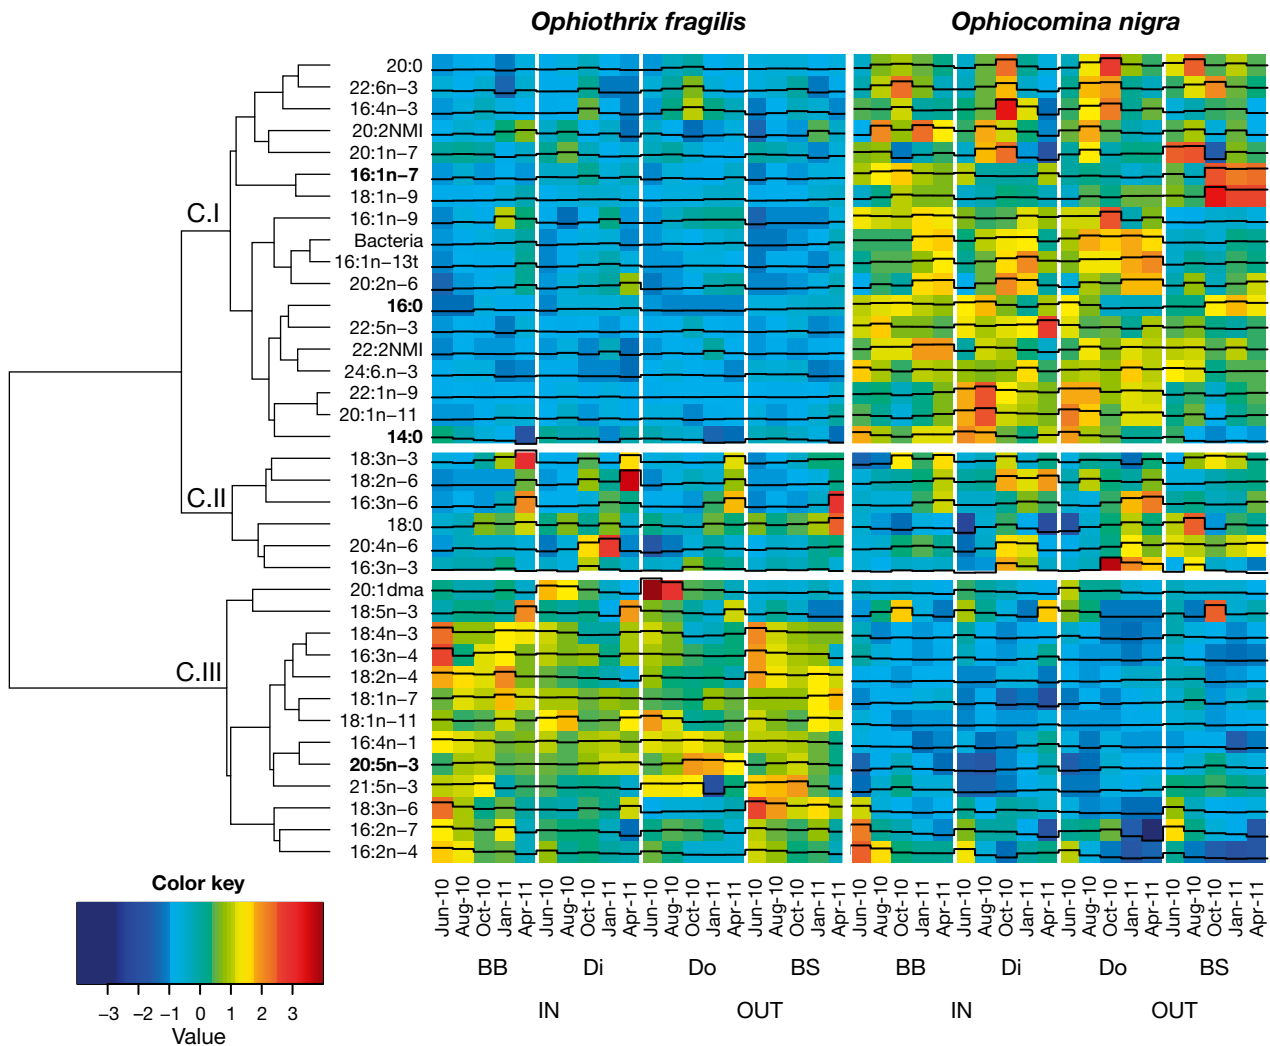 Ophiothrix fragilis Ophiocomina nigra
20:0
22:6n−3
16:4n−3
20:2NMI
20:1n−7
16:1n−7
18:1n−9
C.I
16:1n−9
Bacteria
16:1n−13t
20:2n−6
16:0
22:5n−3
22:2NMI
24:6.n−3
22:1n−9
20:1n−11
14:0
18:3n−3
18:2n−6
C.II
16:3n−6
18:0
20:4n−6
16:3n−3
20:1dma
18:5n−3
18:4n−3
16:3n−4
C.III
18:2n−4
18:1n−7
18:1n−11
16:4n−1
20:5n−3
21:5n−3
18:3n−6
16:2n−7
16:2n−4
Jun-10 Aug-10 Oct-10 Jan-11 Apr-11 Jun-10 Aug-10 Oct-10 Jan-11 Apr-11 Jun-10 Aug-10 Oct-10 Jan-11 Apr-11 Jun-10 Aug-10 Oct-10 Jan-11 Apr-11 Jun-10 Aug-10 Oct-10 Jan-11 Apr-11 Jun-10 Aug-10 Oct-10 Jan-11 Apr-11 Jun-10 Aug-10 Oct-10 Jan-11 Apr-11 Jun-10 Aug-10 Oct-10 Jan-11 Apr-11
BB Di Do BS BB Di Do BS
IN OUT IN OUT
Color key
−3 −2 −1 0 1 2 3
Value